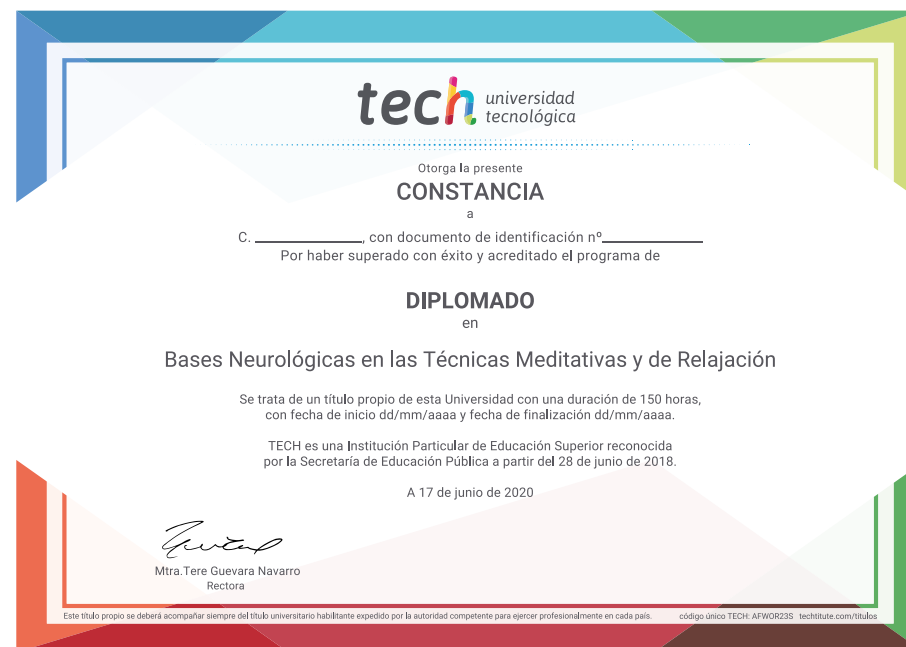 tech universidad
tecnológica
Otorga la presente
CONSTANCIA
a
C. ____________, con documento de identificación nº____________
Por haber superado con éxito y acreditado el programa de
DIPLOMADO
en
Bases Neurológicas en las Técnicas Meditativas y de Relajación
Se trata de un título propio de esta Universidad con una duración de 150 horas,
con fecha de inicio dd/mm/aaaa y fecha de finalización dd/mm/aaaa.
TECH es una Institución Particular de Educación Superior reconocida
por la Secretaría de Educación Pública a partir del 28 de junio de 2018.
A 17 de junio de 2020
Mtra.Tere Guevara Navarro
Rectora
Este título propio se deberá acompañar siempre del título universitario habilitante expedido por la autoridad competente para ejercer profesionalmente en cada país. código único TECH: AFWOR23S techtitute.com/titulos